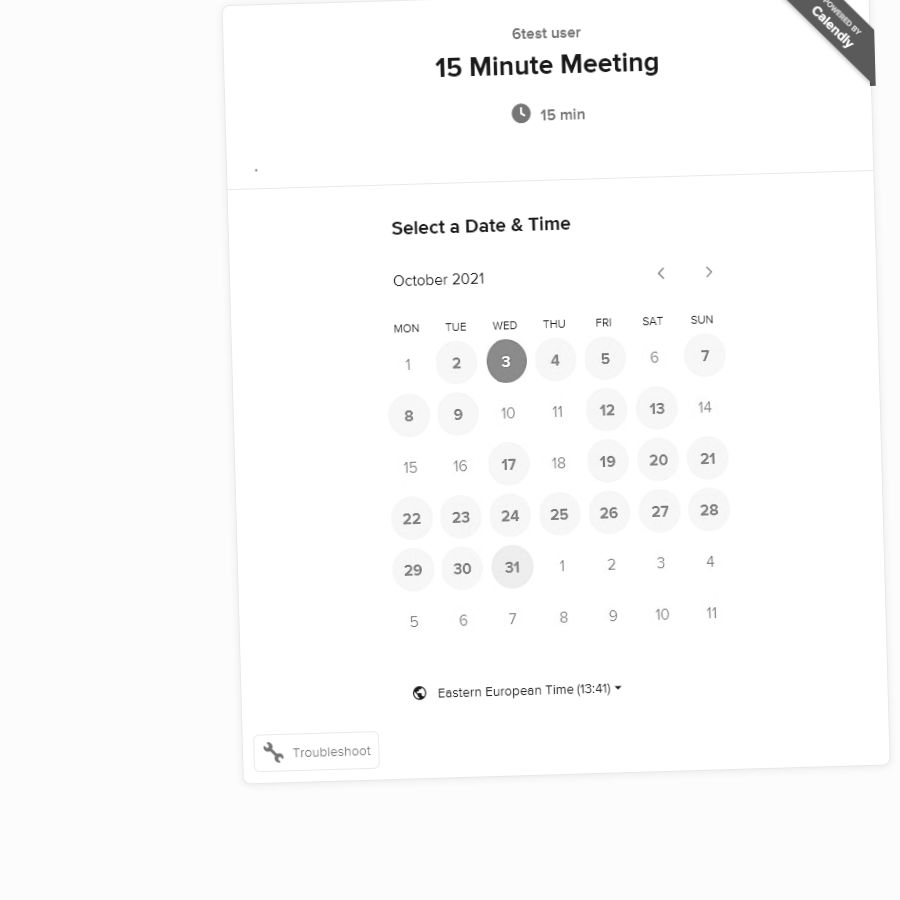 POWERED BY
Calendly
6test user
15 Minute Meeting
15 min
.
Select a Date & Time
October 2021
MON TUE WED THU FRI SAT SUN
1 2 3 4 5 6 7
8 9 10 11 12 13 14
15 16 17 18 19 20 21
22 23 24 25 26 27 28
29 30 31 1 2 3 4
5 6 7 8 9 10 11
Eastern European Time (13:41)
Troubleshoot